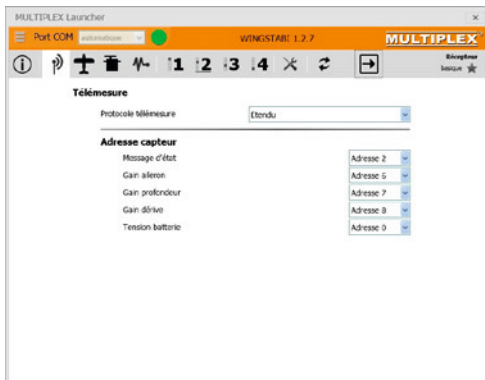 MULTIPLEX Launcher
Port COM automatique WINGSTABI 1.2.7 MULTIPLEX
1 2 3 4 Récepteur
basique
Télémesure
Protocole télémesure Etendu
Adresse capteur
Message d'état Adresse 2
Gain aileron Adresse 6
Gain profondeur Adresse 7
Gain dérive Adresse 8
Tension batterie Adresse 0